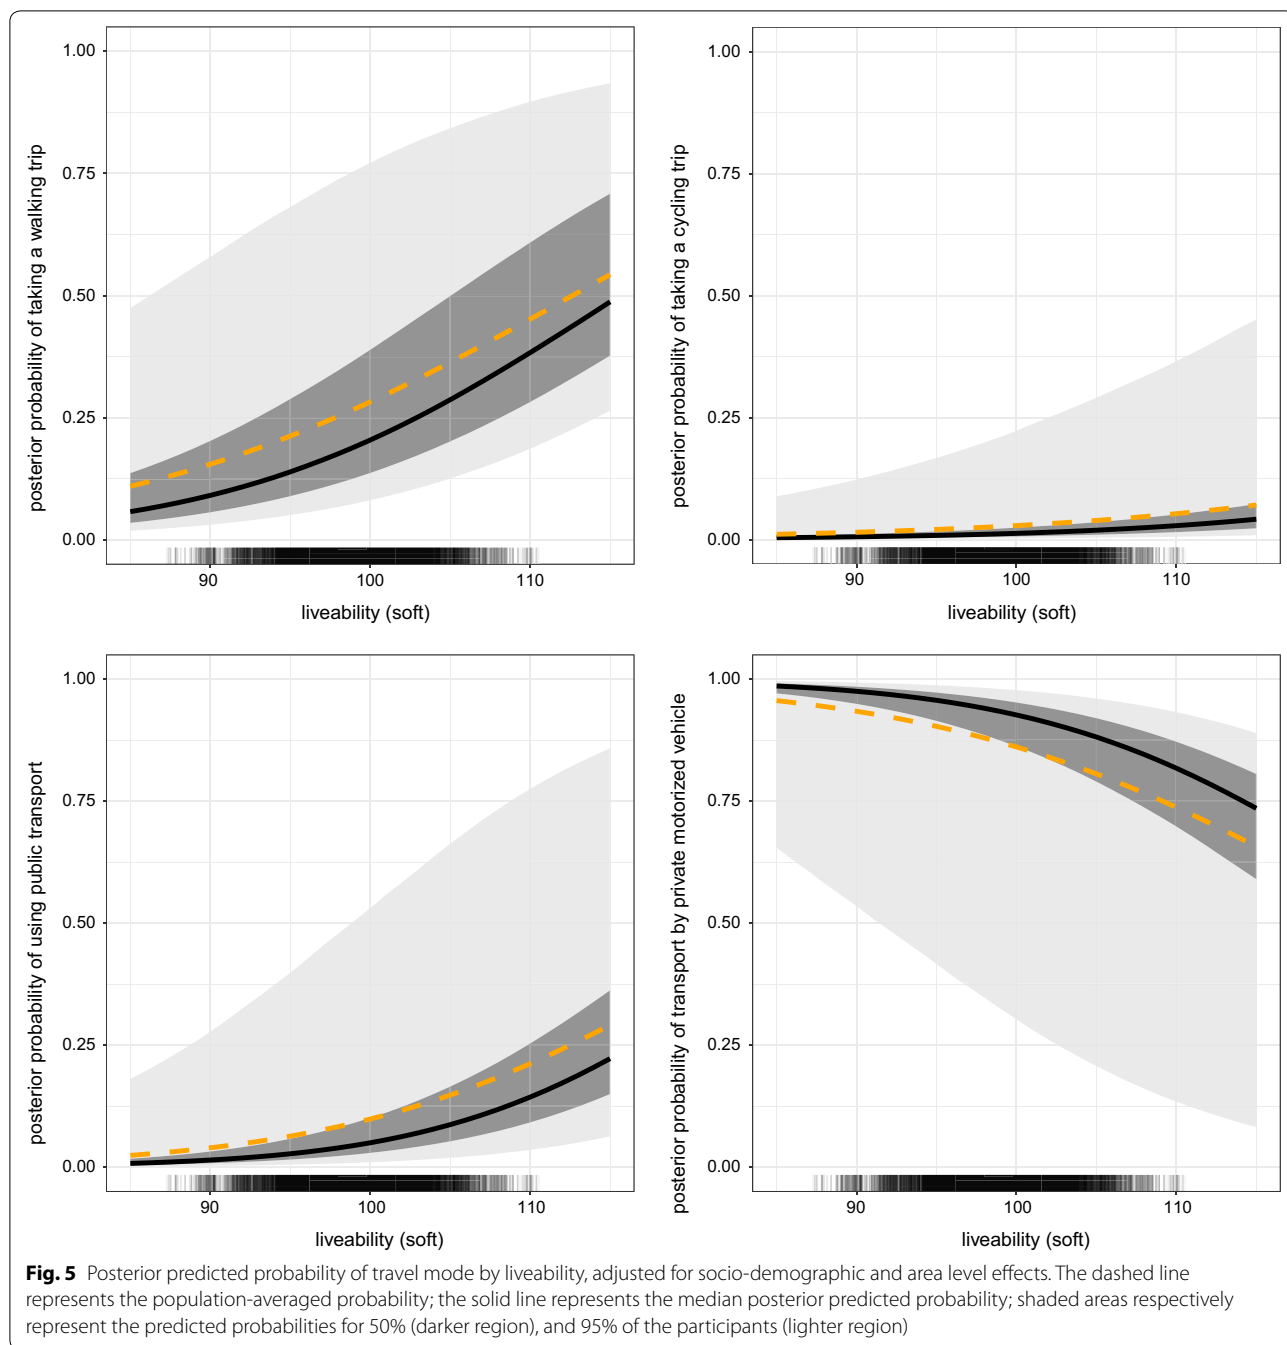 1.00
0.75
0.50
0.25
0.00
posterior probability of taking a walking trip
90 100 110
liveability (soft)
1.00
0.75
0.50
0.25
0.00
posterior probability of taking a cycling trip
90 100 110
liveability (soft)
1.00
0.75
0.50
0.25
0.00
posterior probability of using public transport
90 100 110
liveability (soft)
1.00
0.75
0.50
0.25
0.00
posterior probability of transport by private motorized vehicle
90 100 110
liveability (soft)
Fig. 5 Posterior predicted probability of travel mode by liveability, adjusted for socio-demographic and area level effects. The dashed line
represents the population-averaged probability; the solid line represents the median posterior predicted probability; shaded areas respectively
represent the predicted probabilities for 50% (darker region), and 95% of the participants (lighter region)